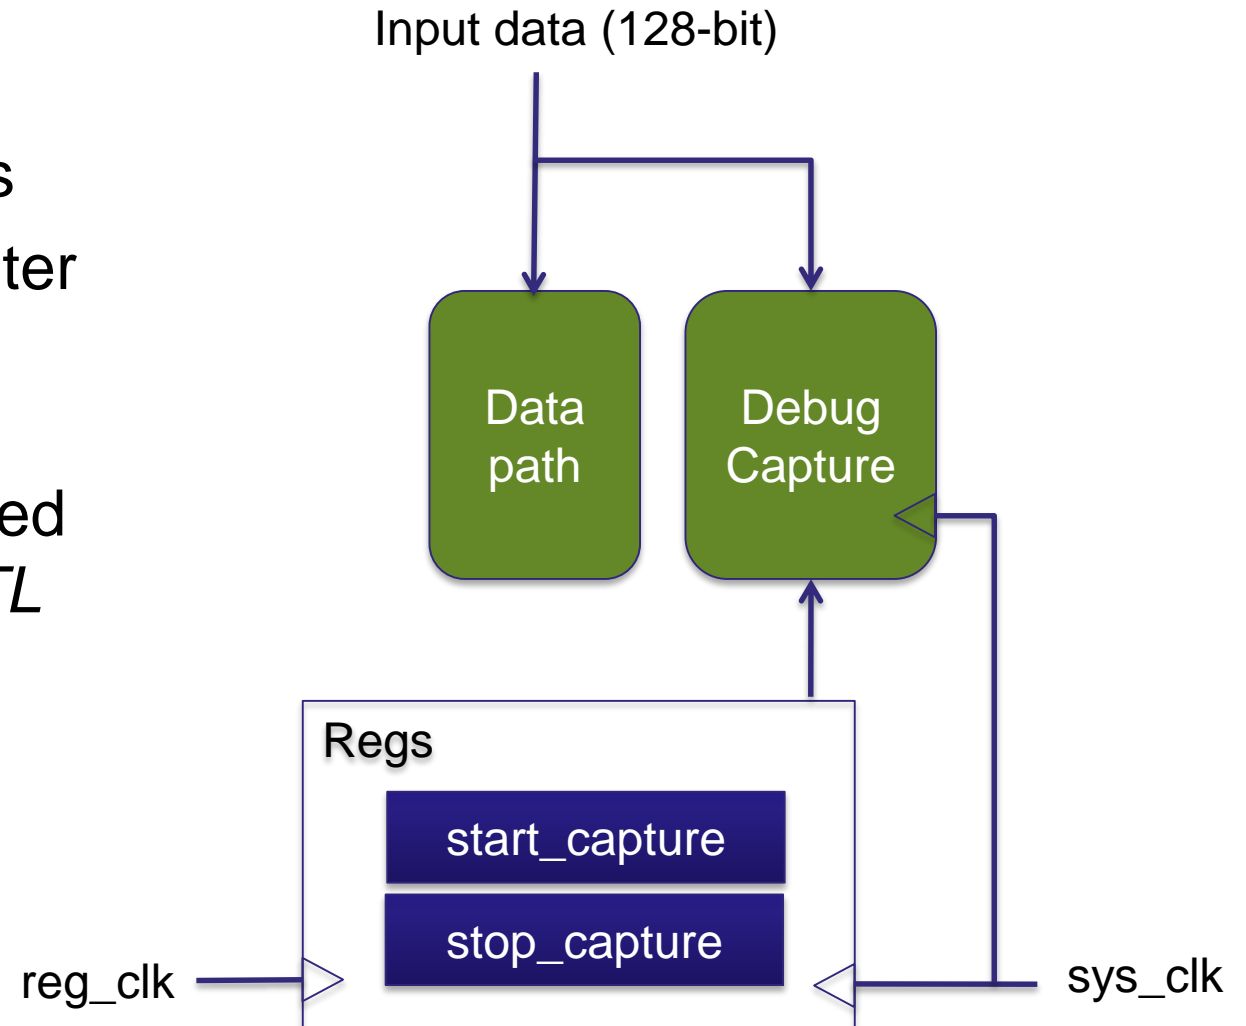 Input data (128-bit)
s
ter
ed
TL
Data
path
Debug
Capture
Regs
start_capture
stop_capture
reg_clk
sys_clk